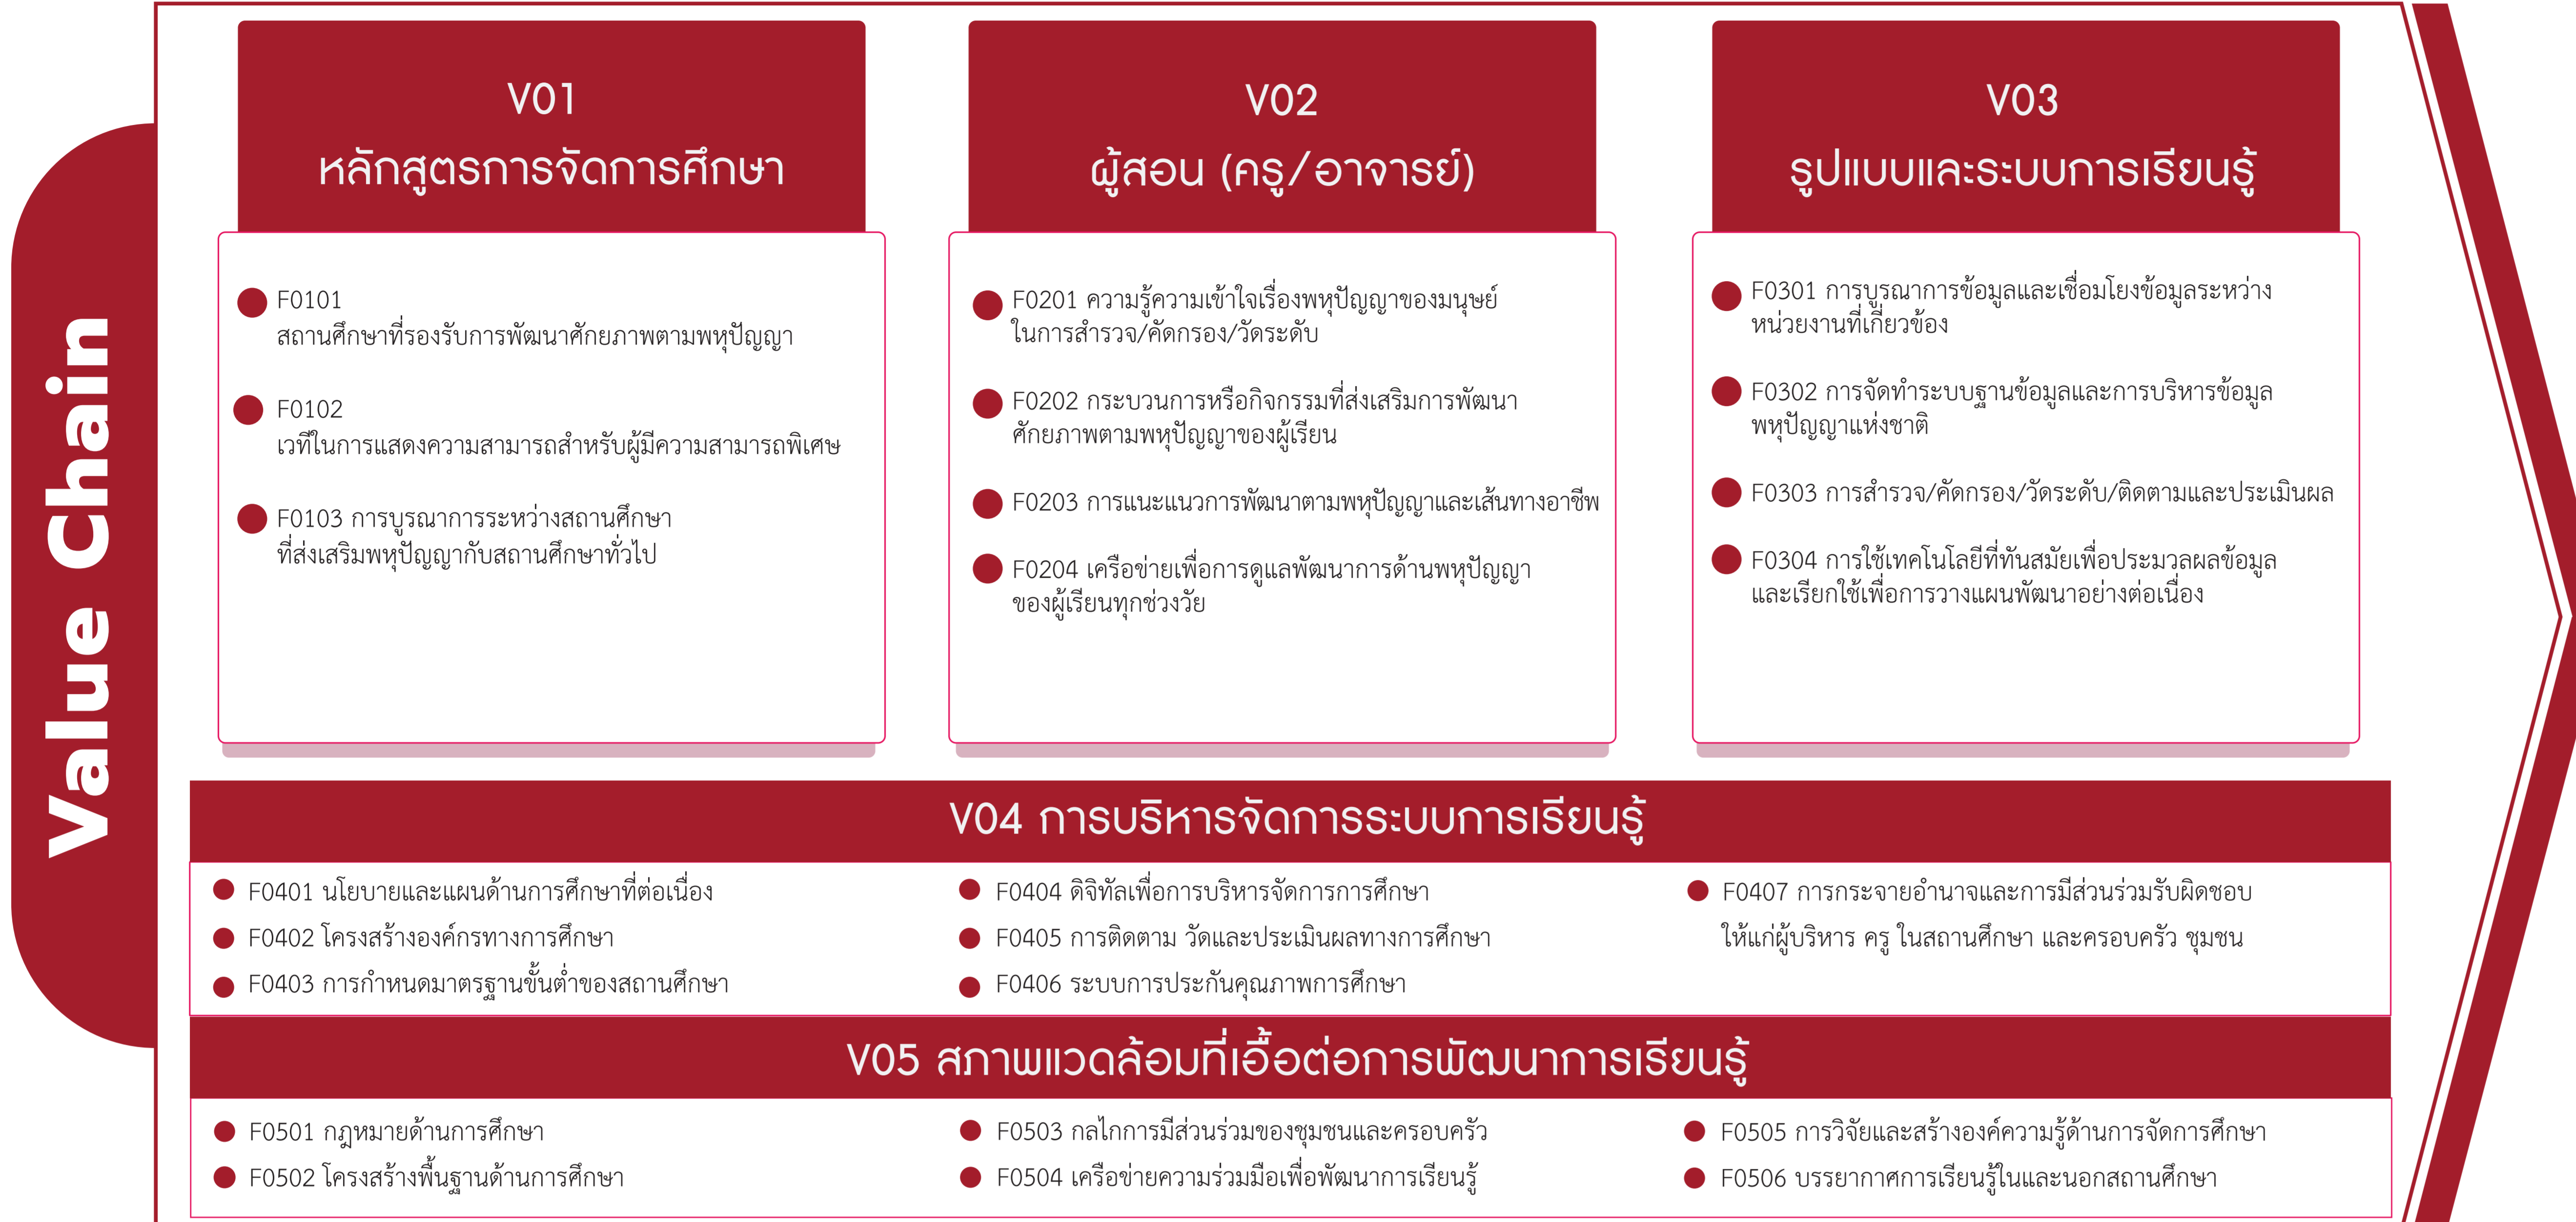 Value Chain
V01
หลักสูตรการจัดการศึกษา
F0101
สถานศึกษาที่รองรับการพัฒนาศักยภาพตามพหุปัญญา
F0102
เวทีในการแสดงความสามารถสำหรับผู้มีความสามารถพิเศษ
F0103 การบูรณาการระหว่างสถานศึกษา
ที่ส่งเสริมพหุปัญญากับสถานศึกษาทั่วไป
V02
ผู้สอน (ครู/อาจารย์)
F0201 ความรู้ความเข้าใจเรื่องพหุปัญญาของมนุษย์
ในการสำรวจ/คัดกรอง/วัดระดับ
F0202 กระบวนการหรือกิจกรรมที่ส่งเสริมการพัฒนา
ศักยภาพตามพหุปัญญาของผู้เรียน
F0203 การแนะแนวการพัฒนาตามพหุปัญญาและเส้นทางอาชีพ
F0204 เครือข่ายเพื่อการดูแลพัฒนาการด้านพหุปัญญา
ของผู้เรียนทุกช่วงวัย
V03
รูปแบบและระบบการเรียนรู้
F0301 การบูรณาการข้อมูลและเชื่อมโยงข้อมูลระหว่าง
หน่วยงานที่เกี่ยวข้อง
F0302 การจัดทำระบบฐานข้อมูลและการบริหารข้อมูล
พหุปัญญาแห่งชาติ
F0303 การสำรวจ/คัดกรอง/วัดระดับ/ติดตามและประเมินผล
F0304 การใช้เทคโนโลยีที่ทันสมัยเพื่อประมวลผลข้อมูล
และเรียกใช้เพื่อการวางแผนพัฒนาอย่างต่อเนื่อง
V04 การบริหารจัดการระบบการเรียนรู้
F0401 นโยบายและแผนด้านการศึกษาที่ต่อเนื่อง
F0402 โครงสร้างองค์กรทางการศึกษา
F0403 การกำหนดมาตรฐานขั้นต่ำของสถานศึกษา
F0404 ดิจิทัลเพื่อการบริหารจัดการการศึกษา
F0405 การติดตาม วัดและประเมินผลทางการศึกษา
F0406 ระบบการประกันคุณภาพการศึกษา
F0407 การกระจายอำนาจและการมีส่วนร่วมรับผิดชอบ
ให้แก่ผู้บริหาร ครู ในสถานศึกษา และครอบครัว ชุมชน
V05 สภาพแวดล้อมที่เอื้อต่อการพัฒนาการเรียนรู้
F0501 กฎหมายด้านการศึกษา
F0502 โครงสร้างพื้นฐานด้านการศึกษา
F0503 กลไกการมีส่วนร่วมของชุมชนและครอบครัว
F0504 เครือข่ายความร่วมมือเพื่อพัฒนาการเรียนรู้
F0505 การวิจัยและสร้างองค์ความรู้ด้านการจัดการศึกษา
F0506 บรรยากาศการเรียนรู้ในและนอกสถานศึกษา